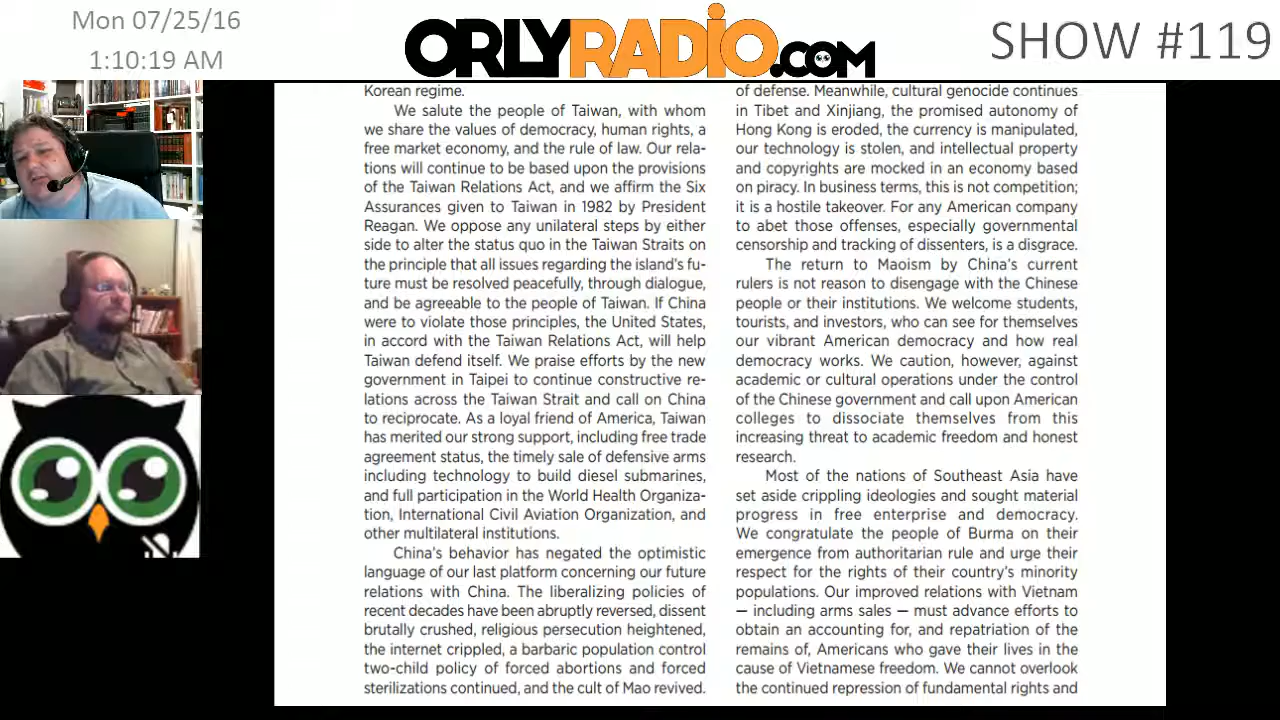 Mon 07/25/16
1:10:19 AM
ORLYRADIO.COM
SHOW #119
Korean regime.
We salute the people of Taiwan, with whom
we share the values of democracy, human rights, a
free market economy, and the rule of law. Our rela-
tions will continue to be based upon the provisions
of the Taiwan Relations Act, and we affirm the Six
Assurances given to Taiwan in 1982 by President
Reagan. We oppose any unilateral steps by either
side to alter the status quo in the Taiwan Straits on
the principle that all issues regarding the island's fu-
ture must be resolved peacefully, through dialogue,
and be agreeable to the people of Taiwan. If China
were to violate those principles, the United States,
in accord with the Taiwan Relations Act, will help
Taiwan defend itself. We praise efforts by the new
government in Taipei to continue constructive re-
lations across the Taiwan Strait and call on China
to reciprocate. As a loyal friend of America, Taiwan
has merited our strong support, including free trade
agreement status, the timely sale of defensive arms
including technology to build diesel submarines,
and full participation in the World Health Organiza-
tion, International Civil Aviation Organization, and
other multilateral institutions.
China's behavior has negated the optimistic
language of our last platform concerning our future
relations with China. The liberalizing policies of
recent decades have been abruptly reversed, dissent
brutally crushed, religious persecution heightened,
the internet crippled, a barbaric population control
two-child policy of forced abortions and forced
sterilizations continued, and the cult of Mao revived.
of defense. Meanwhile, cultural genocide continues
in Tibet and Xinjiang, the promised autonomy of
Hong Kong is eroded, the currency is manipulated,
our technology is stolen, and intellectual property
and copyrights are mocked in an economy based
on piracy. In business terms, this is not competition;
it is a hostile takeover. For any American company
to abet those offenses, especially governmental
censorship and tracking of dissenters, is a disgrace.
The return to Maoism by China's current
rulers is not reason to disengage with the Chinese
people or their institutions. We welcome students,
tourists, and investors, who can see for themselves
our vibrant American democracy and how real
democracy works. We caution, however, against
academic or cultural operations under the control
of the Chinese government and call upon American
colleges to dissociate themselves from this
increasing threat to academic freedom and honest
research.
Most of the nations of Southeast Asia have
set aside crippling ideologies and sought material
progress in free enterprise and democracy.
We congratulate the people of Burma on their
emergence from authoritarian rule and urge their
respect for the rights of their country's minority
populations. Our improved relations with Vietnam
— including arms sales — must advance efforts to
obtain an accounting for, and repatriation of the
remains of, Americans who gave their lives in the
cause of Vietnamese freedom. We cannot overlook
the continued repression of fundamental rights and